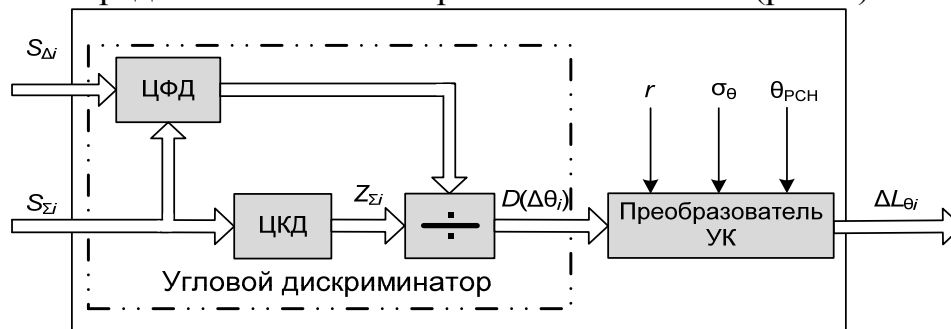 S_Δi
ЦФД
r
σ_θ
θ_РСН
S_Σi
ЦКД
Z_Σi
÷
D(Δθ_i)
Преобразователь
УК
ΔL_θi
Угловой дискриминатор